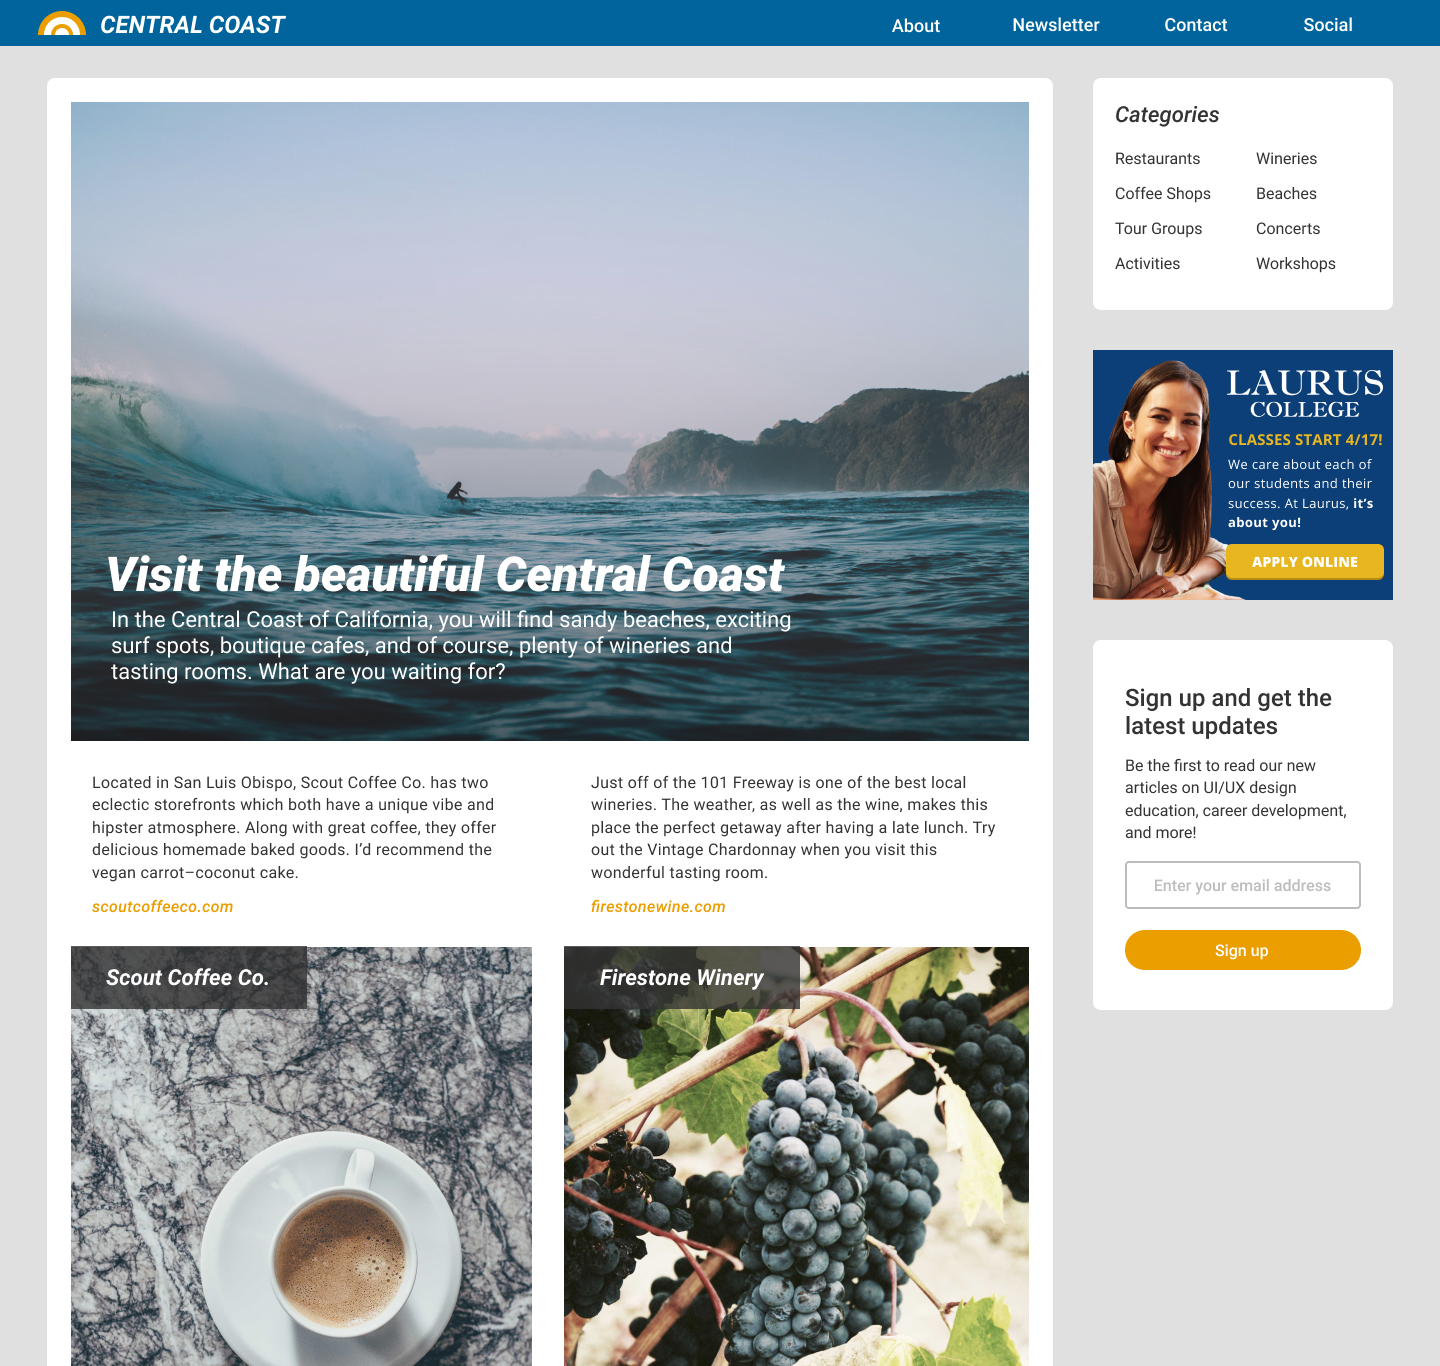 CENTRAL COAST
About
Newsletter
Contact
Social
Visit the beautiful Central Coast
In the Central Coast of California, you will find sandy beaches, exciting
surf spots, boutique cafes, and of course, plenty of wineries and
tasting rooms. What are you waiting for?
Located in San Luis Obispo, Scout Coffee Co. has two
eclectic storefronts which both have a unique vibe and
hipster atmosphere. Along with great coffee, they offer
delicious homemade baked goods. I’d recommend the
vegan carrot–coconut cake.
scoutcoffeeco.com
Scout Coffee Co.
Just off of the 101 Freeway is one of the best local
wineries. The weather, as well as the wine, makes this
place the perfect getaway after having a late lunch. Try
out the Vintage Chardonnay when you visit this
wonderful tasting room.
firestonewine.com
Firestone Winery
Categories
Restaurants
Wineries
Coffee Shops
Beaches
Tour Groups
Concerts
Activities
Workshops
LAURUS
COLLEGE
CLASSES START 4/17!
We care about each of
our students and their
success. At Laurus, it’s
about you!
APPLY ONLINE
Sign up and get the
latest updates
Be the first to read our new
articles on UI/UX design
education, career development,
and more!
Enter your email address
Sign up